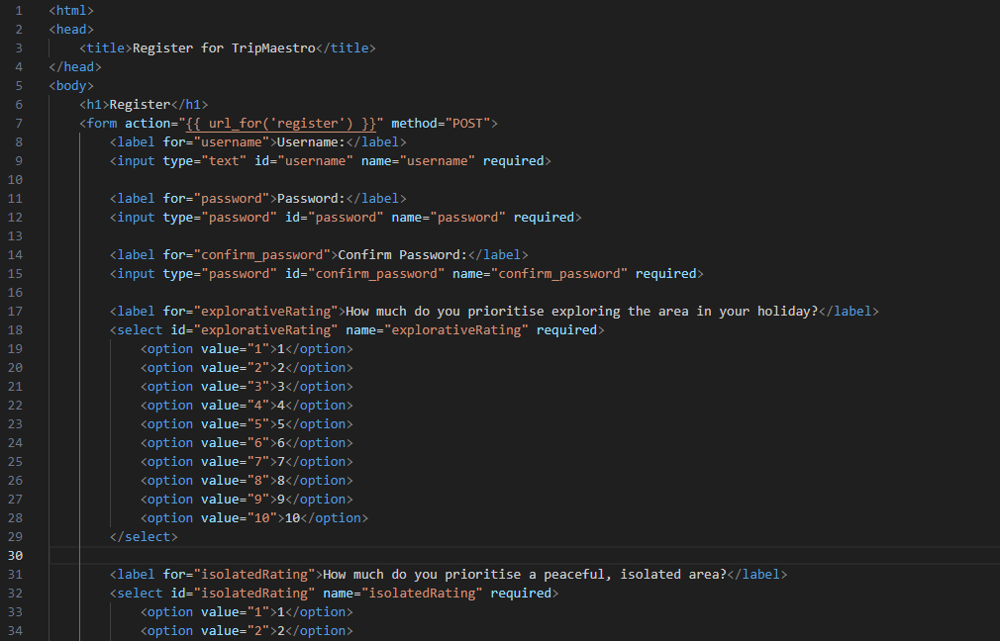 1 <html>
2 <head>
3     <title>Register for TripMaestro</title>
4 </head>
5 <body>
6     <h1>Register</h1>
7     <form action="{{ url_for('register') }}" method="POST">
8         <label for="username">Username:</label>
9         <input type="text" id="username" name="username" required>
10
11         <label for="password">Password:</label>
12         <input type="password" id="password" name="password" required>
13
14         <label for="confirm_password">Confirm Password:</label>
15         <input type="password" id="confirm_password" name="confirm_password" required>
16
17         <label for="explorativeRating">How much do you prioritise exploring the area in your holiday?</label>
18         <select id="explorativeRating" name="explorativeRating" required>
19             <option value="1">1</option>
20             <option value="2">2</option>
21             <option value="3">3</option>
22             <option value="4">4</option>
23             <option value="5">5</option>
24             <option value="6">6</option>
25             <option value="7">7</option>
26             <option value="8">8</option>
27             <option value="9">9</option>
28             <option value="10">10</option>
29         </select>
30
31         <label for="isolatedRating">How much do you prioritise a peaceful, isolated area?</label>
32         <select id="isolatedRating" name="isolatedRating" required>
33             <option value="1">1</option>
34             <option value="2">2</option>